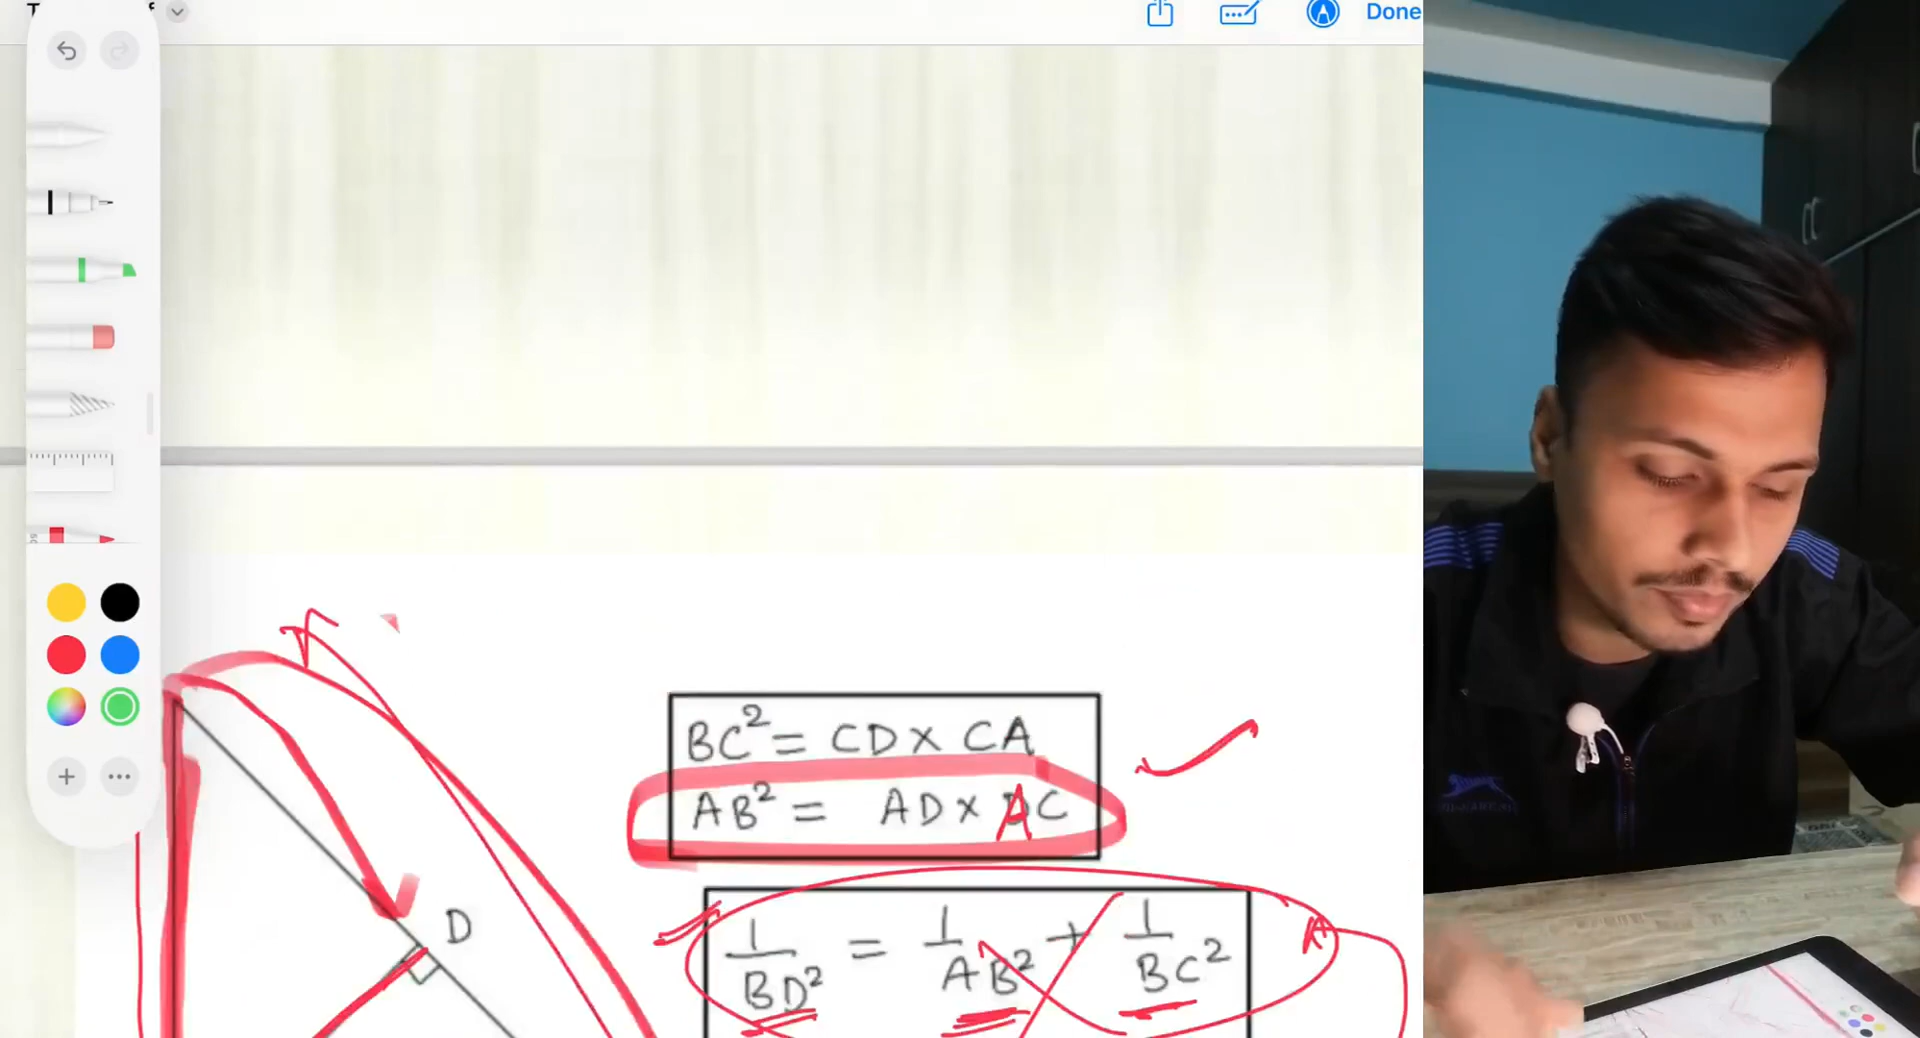 Done
D
BC² = CD × CA
AB² = AD × AC
1/BD² = 1/AB² + 1/BC²